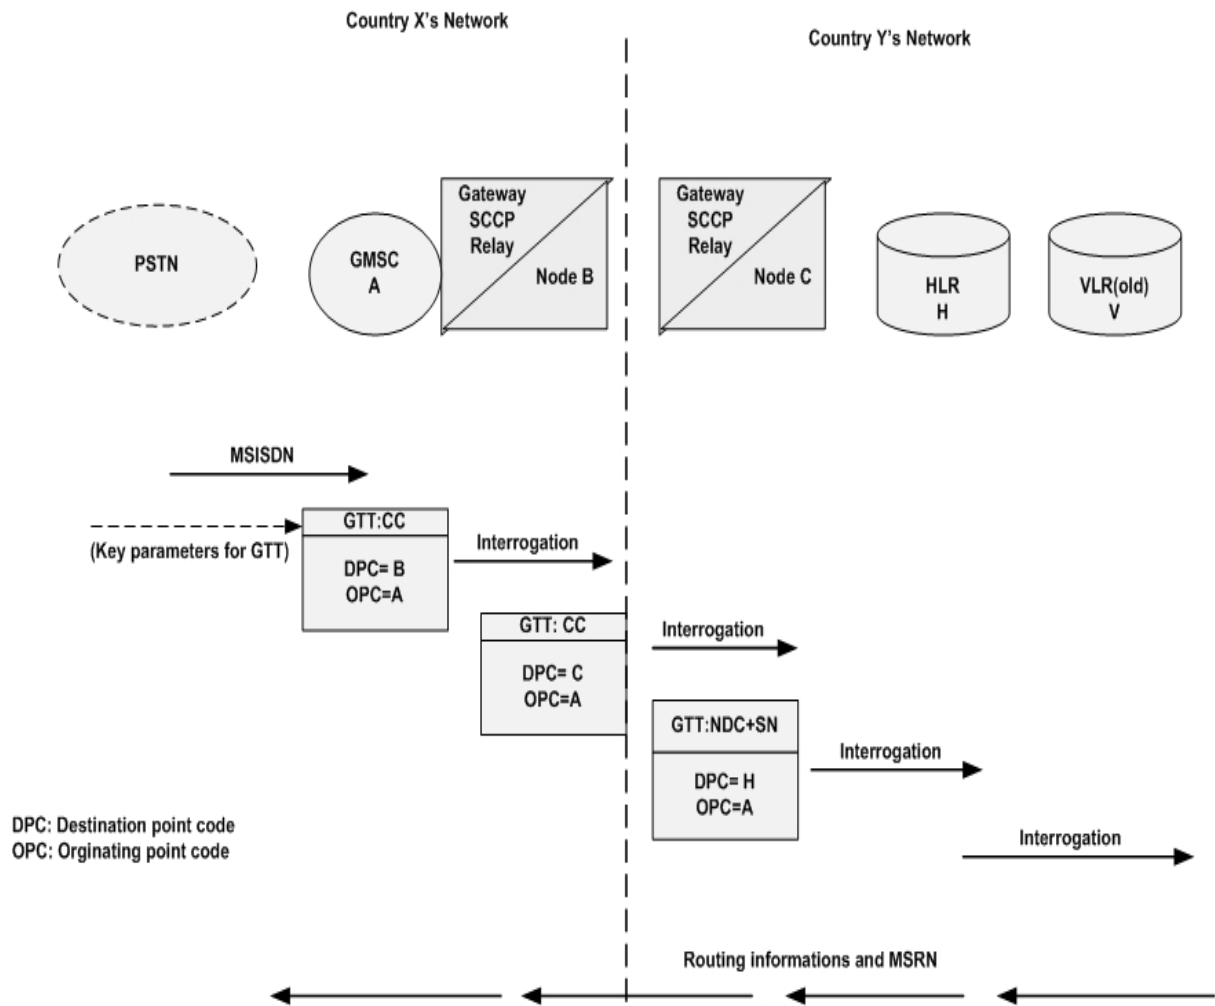 Country X's Network
Country Y's Network
PSTN
GMSC
A
Gateway
SCCP
Relay
Node B
Gateway
SCCP
Relay
Node C
HLR
H
VLR(old)
V
MSISDN
(Key parameters for GTT)
GTT:CC
DPC= B
OPC=A
Interrogation
GTT: CC
DPC= C
OPC=A
Interrogation
GTT:NDC+SN
DPC= H
OPC=A
Interrogation
Interrogation
DPC: Destination point code
OPC: Orginating point code
Routing informations and MSRN